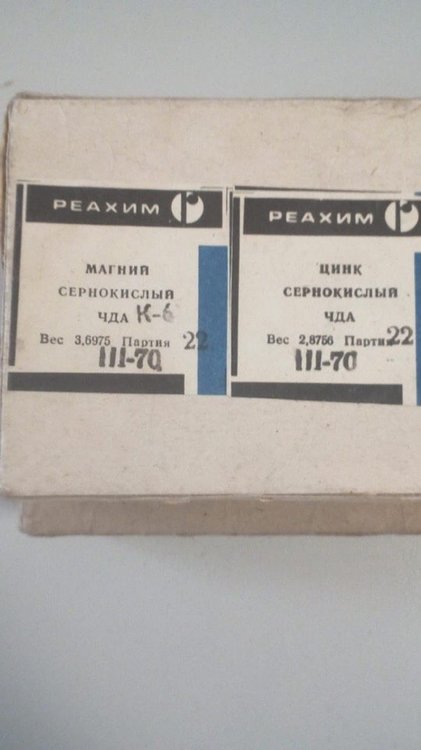 РЕАХИМ
МАГНИЙ
СЕРНОКИСЛЫЙ
ЧДА К-6
Вес 3,6975 Партия 22
III-70
РЕАХИМ
ЦИНК
СЕРНОКИСЛЫЙ
ЧДА
Вес 2,8756 Партия 22
III-70